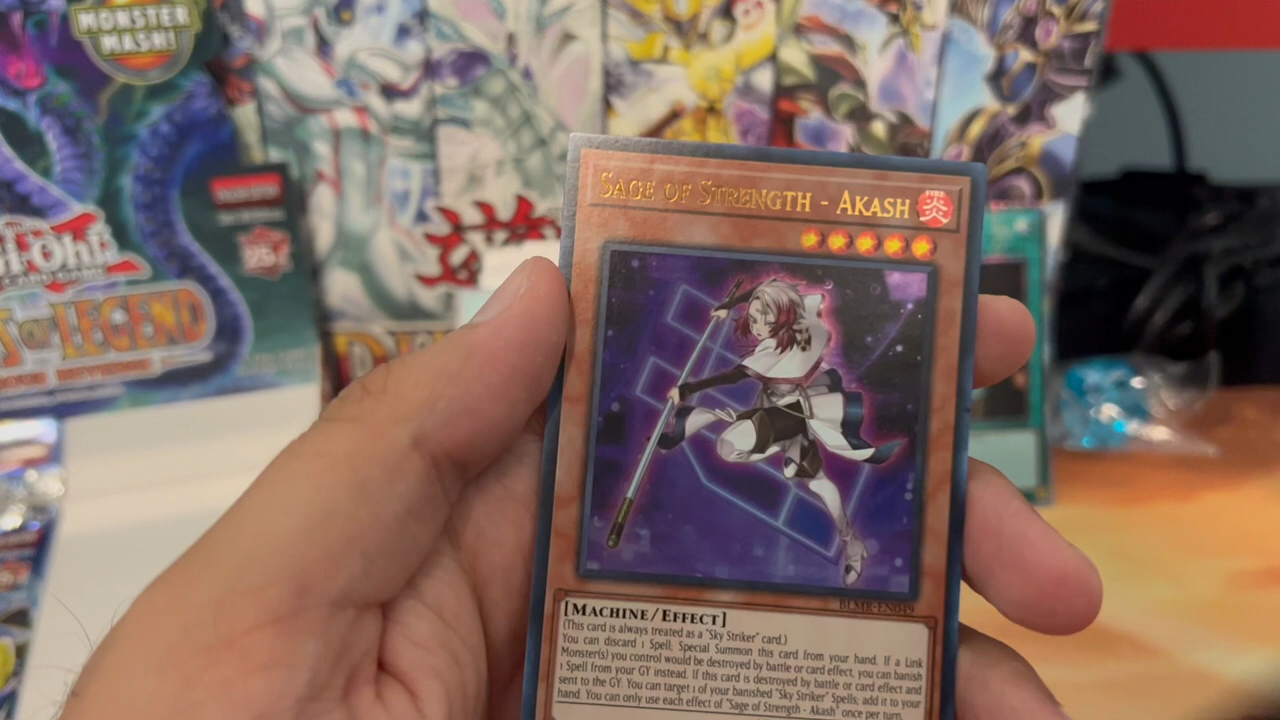 MONSTER
MASH!
OF LEGEND
SAGE OF STRENGTH - AKASH
FIRE
炎
BLMR-EN049
[MACHINE/EFFECT]
(This card is always treated as a "Sky Striker" card.)
You can discard 1 Spell; Special Summon this card from your hand. If a Link
Monster(s) you control would be destroyed by battle or card effect, you can banish
1 Spell from your GY instead. If this card is destroyed by battle or card effect and
sent to the GY: You can target 1 of your banished "Sky Striker" Spells; add it to your
hand. You can only use each effect of "Sage of Strength - Akash" once per turn.